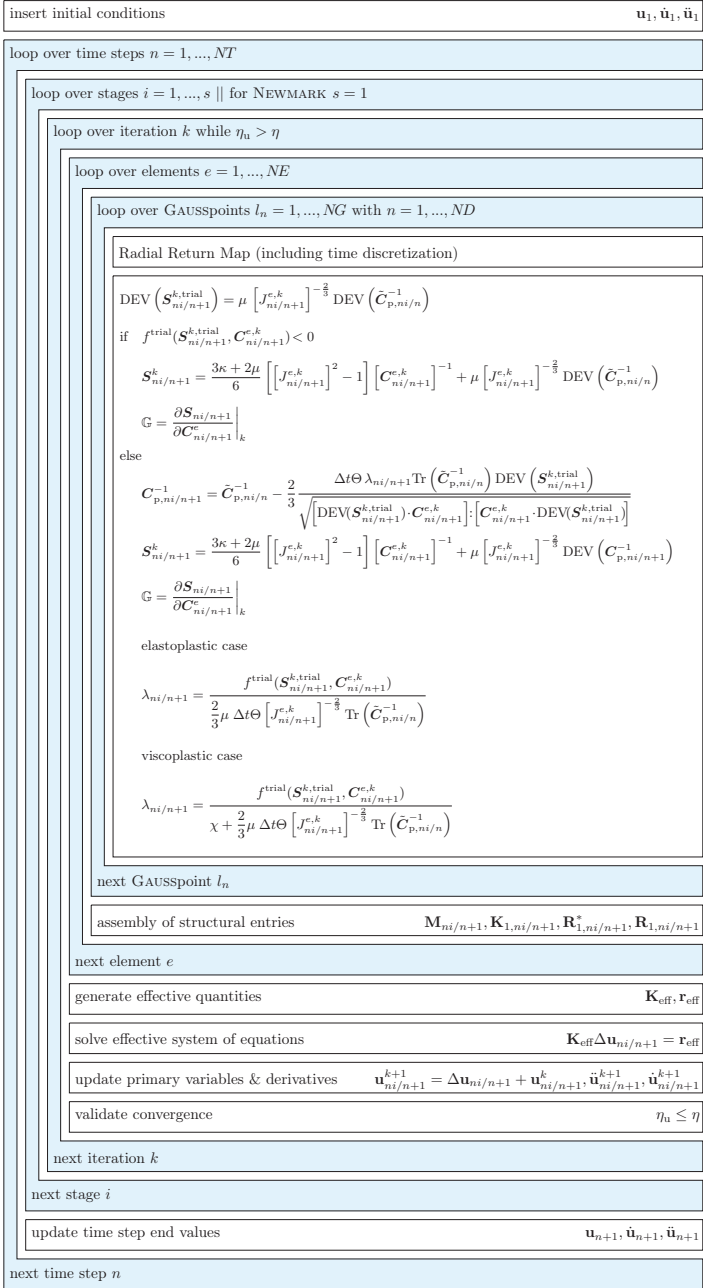 insert initial conditions 𝐮₁, 𝐮̇₁, 𝐮̈₁
loop over time steps n = 1, ..., NT
loop over stages i = 1, ..., s || for NEWMARK s = 1
loop over iteration k while η_u > η
loop over elements e = 1, ..., NE
loop over GAUSSpoints l_n = 1, ..., NG with n = 1, ..., ND
Radial Return Map (including time discretization)
DEV(S^{k,trial}_{ni/n+1}) = μ [J^{e,k}_{ni/n+1}]^{-2/3} DEV(C̃^{-1}_{p,ni/n})
if f^{trial}(S^{k,trial}_{ni/n+1}, C^{e,k}_{ni/n+1}) < 0
S^k_{ni/n+1} = \frac{3κ + 2μ}{6} [[J^{e,k}_{ni/n+1}]^2 − 1] [C^{e,k}_{ni/n+1}]^{-1} + μ [J^{e,k}_{ni/n+1}]^{-2/3} DEV(C̃^{-1}_{p,ni/n})
𝔾 = \frac{∂S_{ni/n+1}}{∂C^e_{ni/n+1}}|_k
else
C^{-1}_{p,ni/n+1} = C̃^{-1}_{p,ni/n} − \frac{2}{3} \frac{ΔtΘ λ_{ni/n+1} Tr(C̃^{-1}_{p,ni/n}) DEV(S^{k,trial}_{ni/n+1})}{\sqrt{[DEV(S^{k,trial}_{ni/n+1})·C^{e,k}_{ni/n+1}]:[C^{e,k}_{ni/n+1}·DEV(S^{k,trial}_{ni/n+1})]}}
S^k_{ni/n+1} = \frac{3κ + 2μ}{6} [[J^{e,k}_{ni/n+1}]^2 − 1] [C^{e,k}_{ni/n+1}]^{-1} + μ [J^{e,k}_{ni/n+1}]^{-2/3} DEV(C^{-1}_{p,ni/n+1})
𝔾 = \frac{∂S_{ni/n+1}}{∂C^e_{ni/n+1}}|_k
elastoplastic case
λ_{ni/n+1} = \frac{f^{trial}(S^{k,trial}_{ni/n+1}, C^{e,k}_{ni/n+1})}{\frac{2}{3}μ ΔtΘ [J^{e,k}_{ni/n+1}]^{-2/3} Tr(C̃^{-1}_{p,ni/n})}
viscoplastic case
λ_{ni/n+1} = \frac{f^{trial}(S^{k,trial}_{ni/n+1}, C^{e,k}_{ni/n+1})}{χ + \frac{2}{3}μ ΔtΘ [J^{e,k}_{ni/n+1}]^{-2/3} Tr(C̃^{-1}_{p,ni/n})}
next GAUSSpoint l_n
assembly of structural entries M_{ni/n+1}, K_{1,ni/n+1}, R^*_{1,ni/n+1}, R_{1,ni/n+1}
next element e
generate effective quantities K_eff, r_eff
solve effective system of equations K_eff Δu_{ni/n+1} = r_eff
update primary variables & derivatives u^{k+1}_{ni/n+1} = Δu_{ni/n+1} + u^k_{ni/n+1}, ü^{k+1}_{ni/n+1}, u̇^{k+1}_{ni/n+1}
validate convergence η_u ≤ η
next iteration k
next stage i
update time step end values u_{n+1}, u̇_{n+1}, ü_{n+1}
next time step n